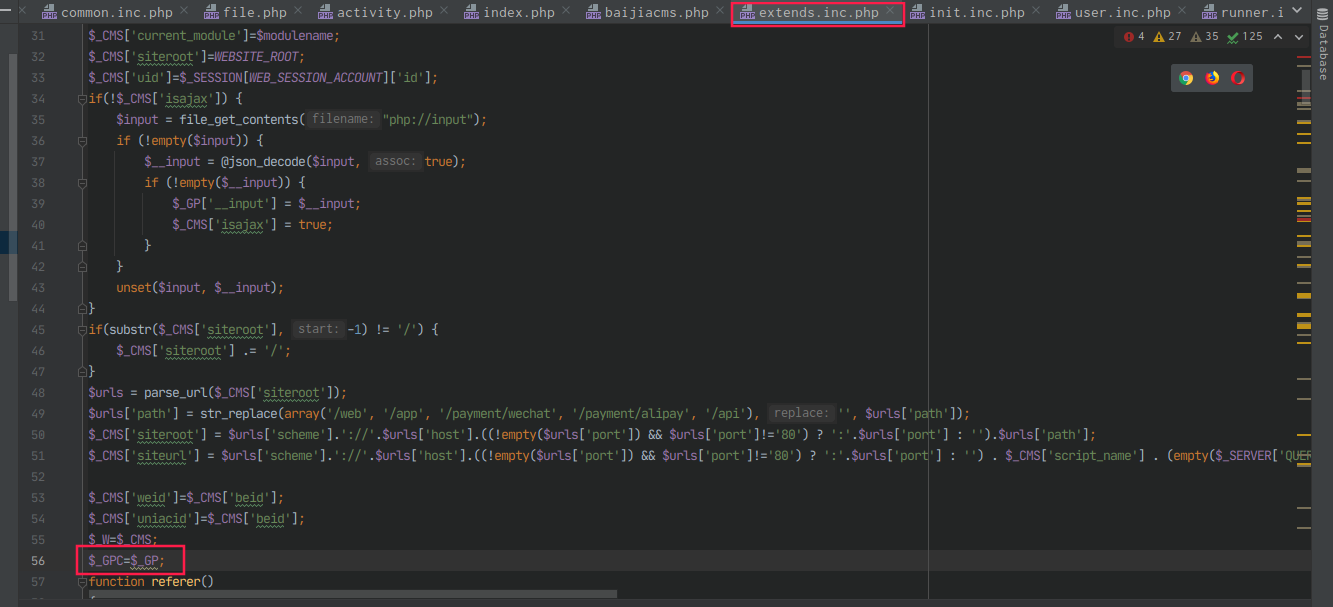 common.inc.php file.php activity.php index.php baijiacms.php extends.inc.php init.inc.php user.inc.php runner.i
4 27 35 125
Database
31 $_CMS['current_module']=$modulename;
32 $_CMS['siteroot']=WEBSITE_ROOT;
33 $_CMS['uid']=$_SESSION[WEB_SESSION_ACCOUNT]['id'];
34 if(!$_CMS['isajax']) {
35 $input = file_get_contents( filename: "php://input");
36 if (!empty($input)) {
37 $__input = @json_decode($input, assoc: true);
38 if (!empty($__input)) {
39 $_GP['__input'] = $__input;
40 $_CMS['isajax'] = true;
41 }
42 }
43 unset($input, $__input);
44 }
45 if(substr($_CMS['siteroot'], start: -1) != '/') {
46 $_CMS['siteroot'] .= '/';
47 }
48 $urls = parse_url($_CMS['siteroot']);
49 $urls['path'] = str_replace(array('/web', '/app', '/payment/wechat', '/payment/alipay', '/api'), replace: '', $urls['path']);
50 $_CMS['siteroot'] = $urls['scheme'].'://'.$urls['host'].((!empty($urls['port']) && $urls['port']!='80') ? ':'.$urls['port'] : '').$urls['path'];
51 $_CMS['siteurl'] = $urls['scheme'].'://'.$urls['host'].((!empty($urls['port']) && $urls['port']!='80') ? ':'.$urls['port'] : '') . $_CMS['script_name'] . (empty($_SERVER['QUER
52
53 $_CMS['weid']=$_CMS['beid'];
54 $_CMS['uniacid']=$_CMS['beid'];
55 $_W=$_CMS;
56 $_GPC=$_GP;
57 function referer()